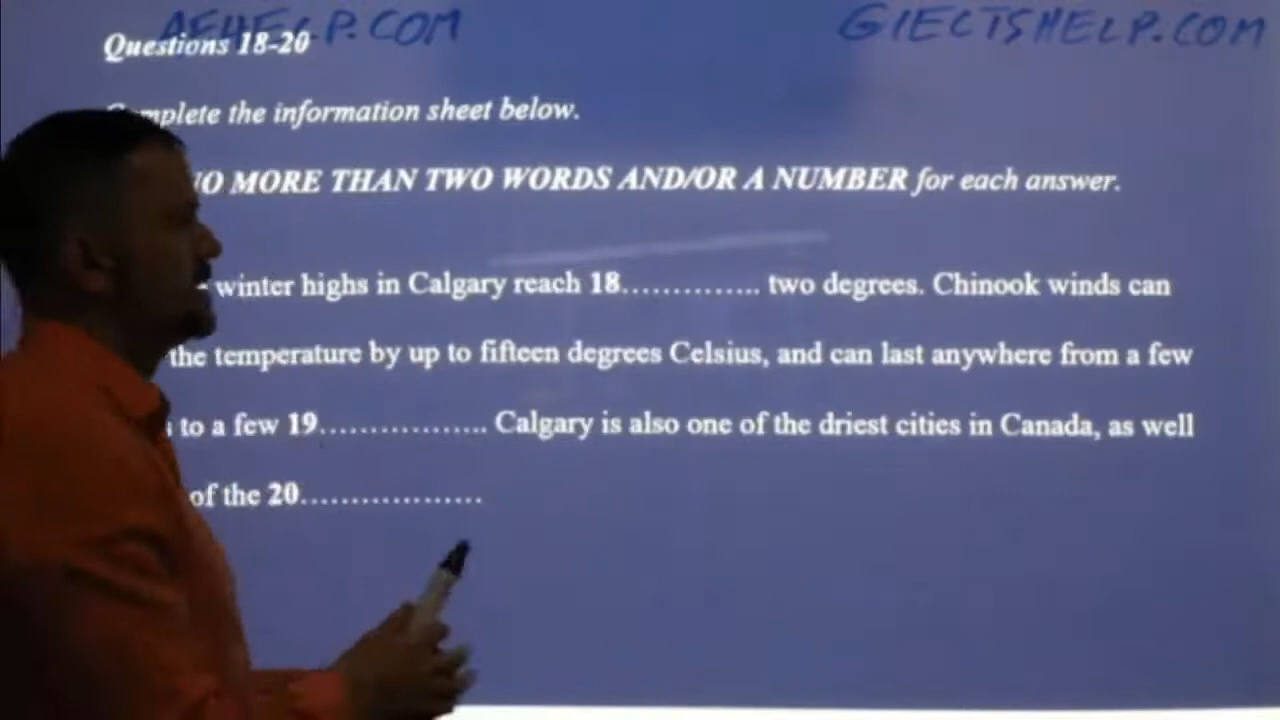 AEHELP.COM GIELTSHELP.COM
Questions 18-20
Complete the information sheet below.
NO MORE THAN TWO WORDS AND/OR A NUMBER for each answer.
winter highs in Calgary reach 18.............. two degrees. Chinook winds can
the temperature by up to fifteen degrees Celsius, and can last anywhere from a few
to a few 19................. Calgary is also one of the driest cities in Canada, as well
of the 20..................